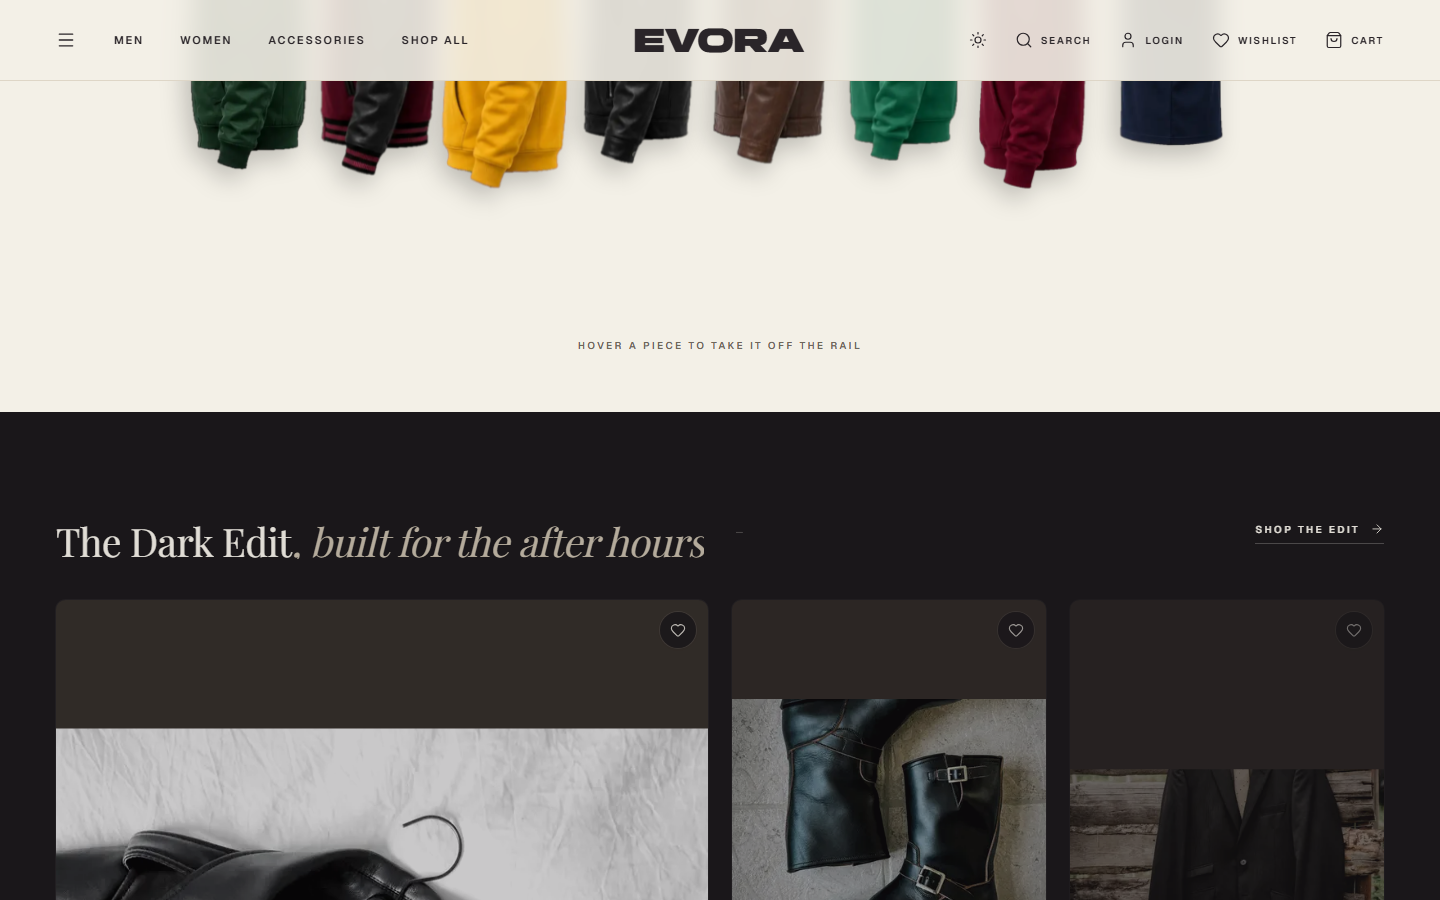 MEN WOMEN ACCESSORIES SHOP ALL EVORA SEARCH LOGIN WISHLIST CART
HOVER A PIECE TO TAKE IT OFF THE RAIL
The Dark Edit, built for the after hours
SHOP THE EDIT